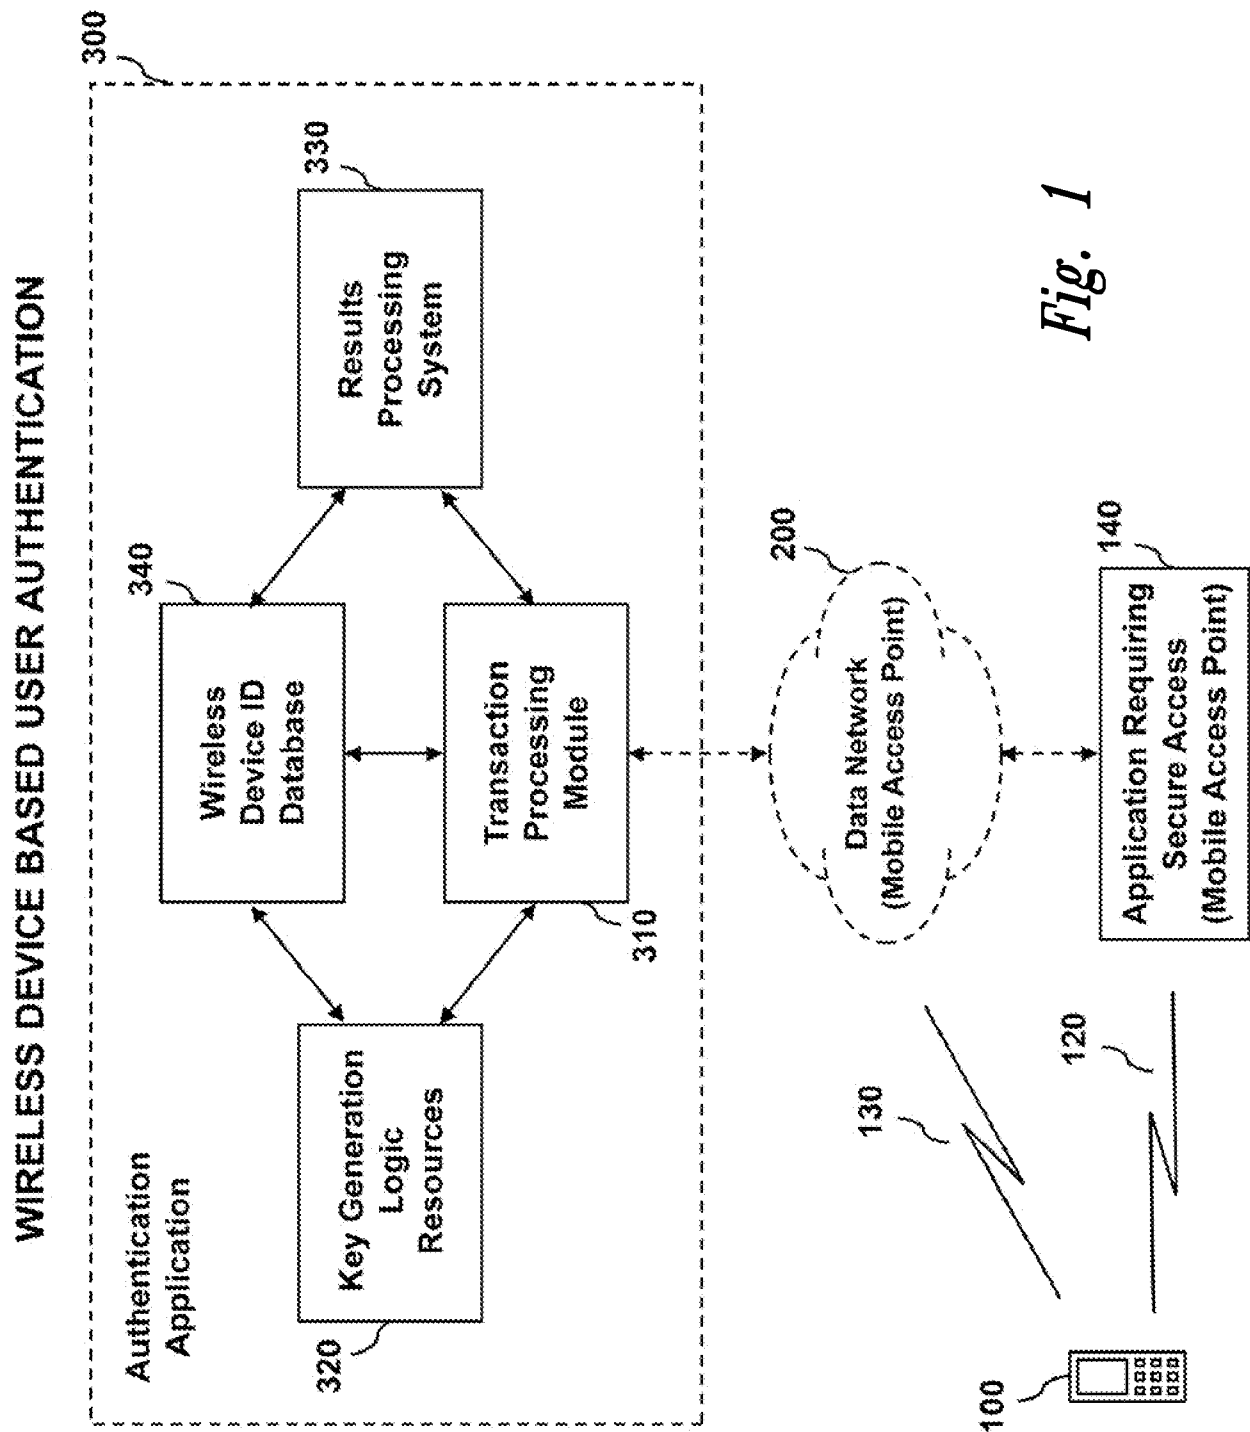 WIRELESS DEVICE BASED USER AUTHENTICATION
300
Authentication
Application
340
Wireless
Device ID
Database
320
Key Generation
Logic
Resources
330
Results
Processing
System
310
Transaction
Processing
Module
200
Data Network
(Mobile Access Point)
130
140
Application Requiring
Secure Access
(Mobile Access Point)
120
100
Fig. 1